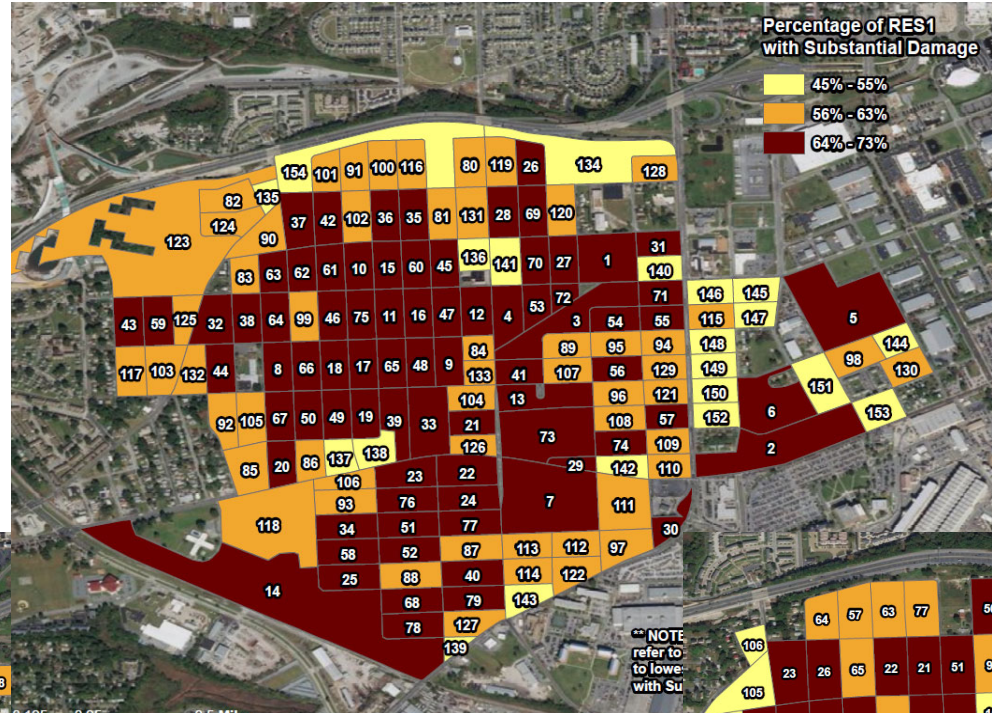 Percentage of RES1
with Substantial Damage
45% - 55%
56% - 63%
64% - 73%
154 101 91 100 116 80 119 26 134 128
82 135
124
123 90 37 42 102 36 35 81 131 28 69 120
83 63 62 61 10 15 60 45 136 141 70 27 1 31
140
43 59 125 32 38 64 99 46 75 11 16 47 12 4 53 72 71 146 145
3 54 55 115 147 5
117 103 132 44 8 66 18 17 65 48 9 84 89 95 94 148 144
133 41 107 56 129 149 98 130
92 105 67 50 49 19 39 33 104 13 96 121 150 151
21 108 57 152 6 153
85 20 86 137 138 126 73 74 109 2
106 23 22 29 142 110
118 93 76 24 7 111
34 51 77 30
58 52 87 113 112 97
14 25 88 40 114 122
68 79 143
78 127
139
** NOTE
refer to
to lowe
with Su
64 57 63 77
106 23 26 65 22 21 51
105